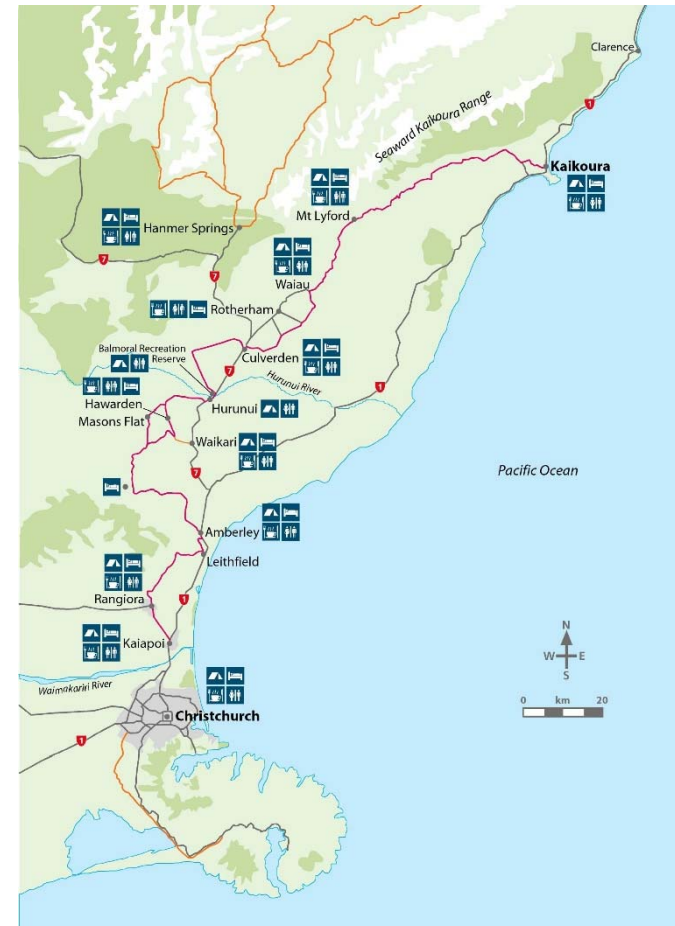 Clarence
1
Seaward Kaikoura Range
Kaikoura
Mt Lyford
Hanmer Springs
7
7
Waiau
Rotherham
Balmoral Recreation
Reserve
Culverden
7
Hurunui River
1
Hawarden
Hurunui
Masons Flat
Waikari
7
Pacific Ocean
Amberley
Leithfield
Rangiora
1
Kaiapoi
N
W E
S
Waimakariri River
0 km 20
Christchurch
1